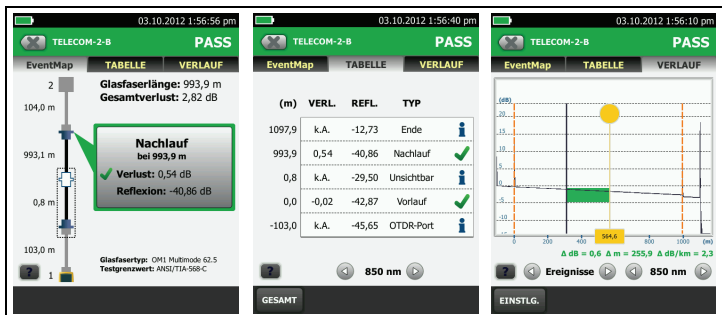 03.10.2012 1:56:56 pm
TELECOM-2-B
PASS
EventMap TABELLE VERLAUF
Glasfaserlänge: 993,9 m
Gesamtverlust: 2,82 dB
2
104,0 m
993,1 m
0,8 m
103,0 m
1
Nachlauf
bei 993,9 m
Verlust: 0,54 dB
Reflexion: -40,86 dB
Glasfasertyp: OM1 Multimode 62.5
Testgrenzwert: ANSI/TIA-568-C
?
03.10.2012 1:56:40 pm
TELECOM-2-B
PASS
EventMap TABELLE VERLAUF
(m) VERL. REFL. TYP
1097,9 k.A. -12,73 Ende
993,9 0,54 -40,86 Nachlauf
0,8 k.A. -29,50 Unsichtbar
0,0 -0,02 -42,87 Vorlauf
-103,0 k.A. -45,65 OTDR-Port
? 850 nm
GESAMT
03.10.2012 1:56:10 pm
TELECOM-2-B
PASS
EventMap TABELLE VERLAUF
(dB)
20
15
10
5
0
-5
-10
0 200 400 564,6 800 1000 (m)
Δ dB = 0,6 Δ m = 255,9 Δ dB/km = 2,3
? Ereignisse 850 nm
EINSTLG.